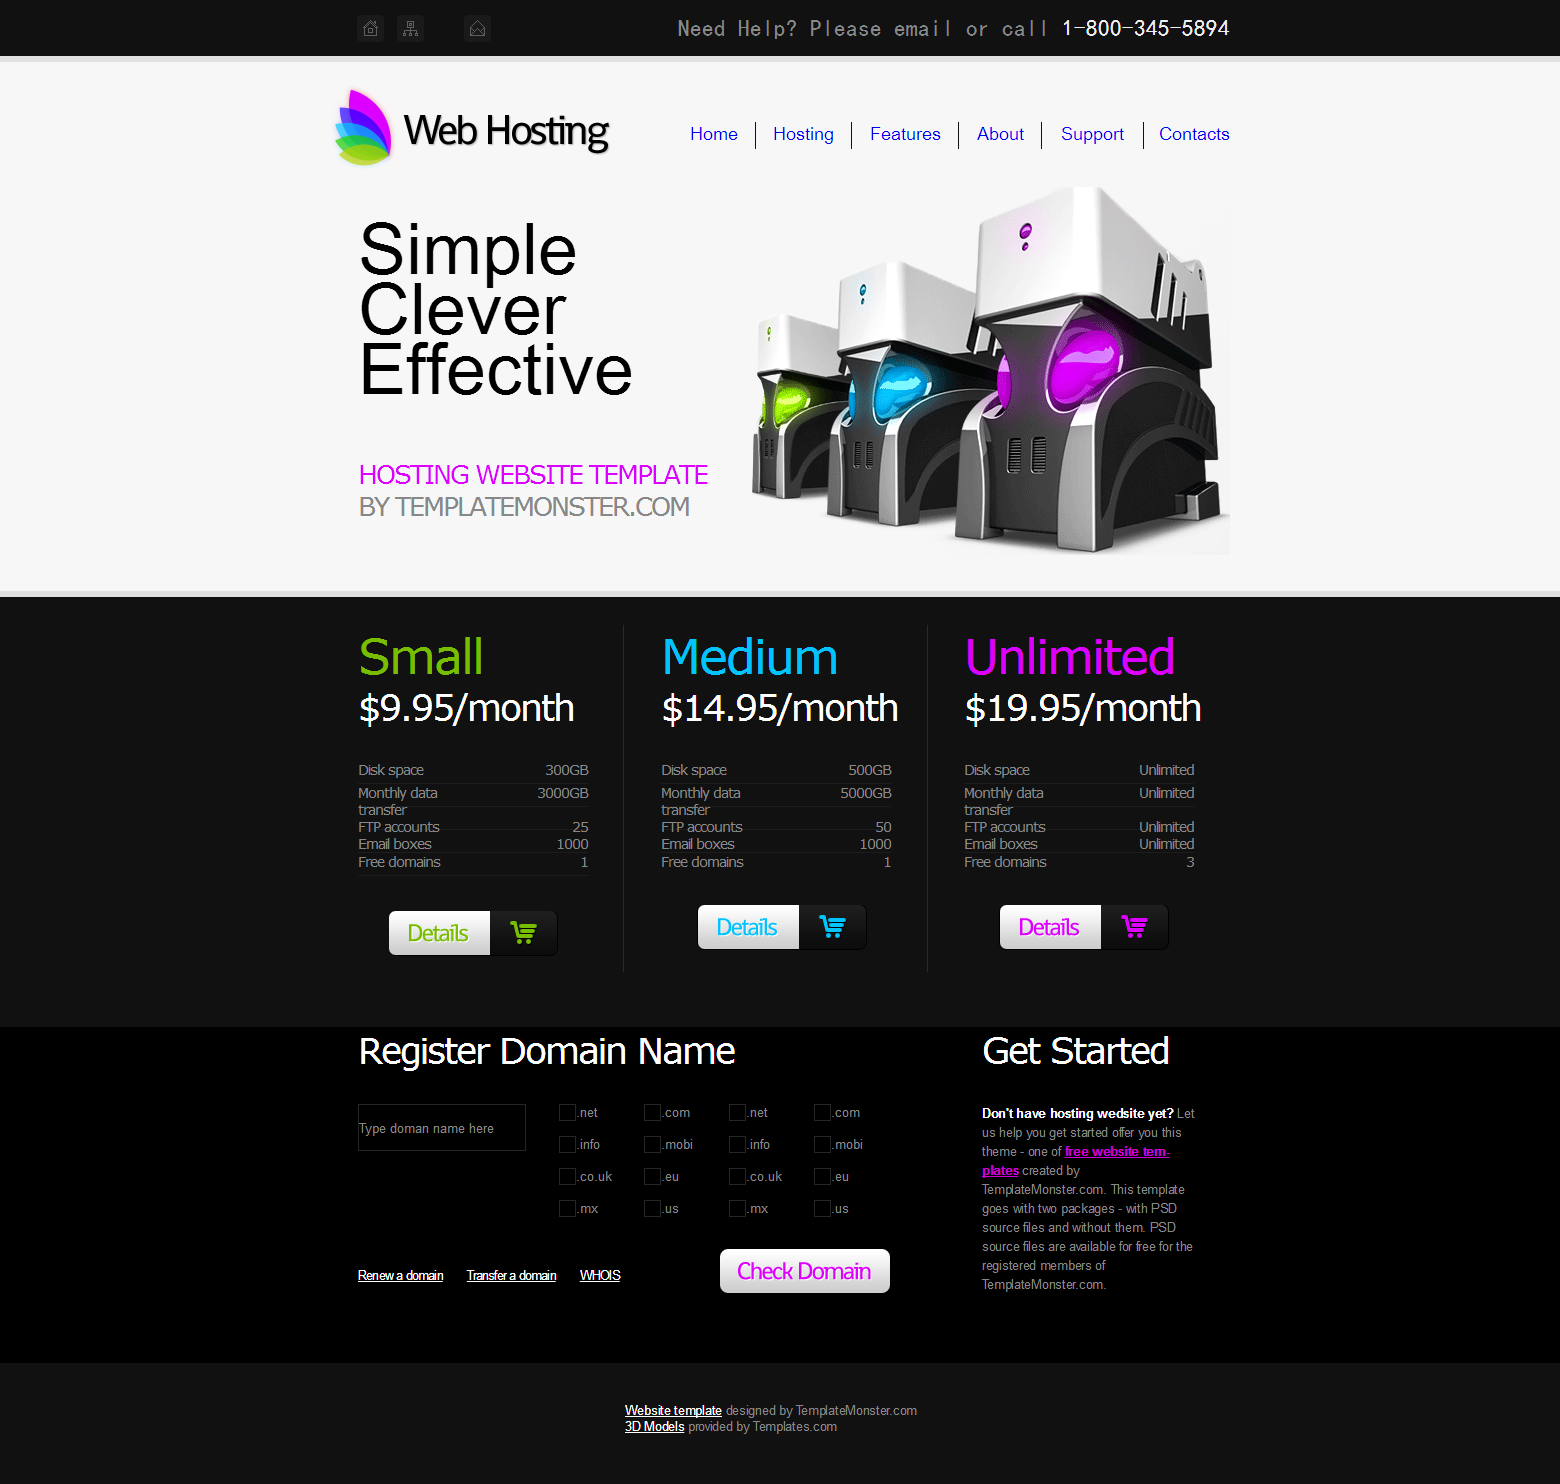 Need Help? Please email or call 1-800-345-5894
Web Hosting
Home Hosting Features About Support Contacts
Simple
Clever
Effective
HOSTING WEBSITE TEMPLATE
BY TEMPLATEMONSTER.COM
Small
$9.95/month
Disk space 300GB
Monthly data 3000GB
transfer
FTP accounts 25
Email boxes 1000
Free domains 1
Details
Medium
$14.95/month
Disk space 500GB
Monthly data 5000GB
transfer
FTP accounts 50
Email boxes 1000
Free domains 1
Details
Unlimited
$19.95/month
Disk space Unlimited
Monthly data Unlimited
transfer
FTP accounts Unlimited
Email boxes Unlimited
Free domains 3
Details
Register Domain Name
Type doman name here
.net .com .net .com
.info .mobi .info .mobi
.co.uk .eu .co.uk .eu
.mx .us .mx .us
Renew a domain Transfer a domain WHOIS
Check Domain
Get Started
Don't have hosting wedsite yet? Let
us help you get started offer you this
theme - one of free website tem-
plates created by
TemplateMonster.com. This template
goes with two packages - with PSD
source files and without them. PSD
source files are available for free for the
registered members of
TemplateMonster.com.
Website template designed by TemplateMonster.com
3D Models provided by Templates.com